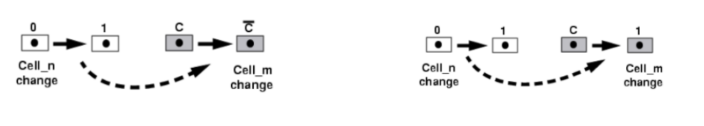 0 1 C C̅ 0 1 C 1
Cell_n Cell_m Cell_n Cell_m
change change change change